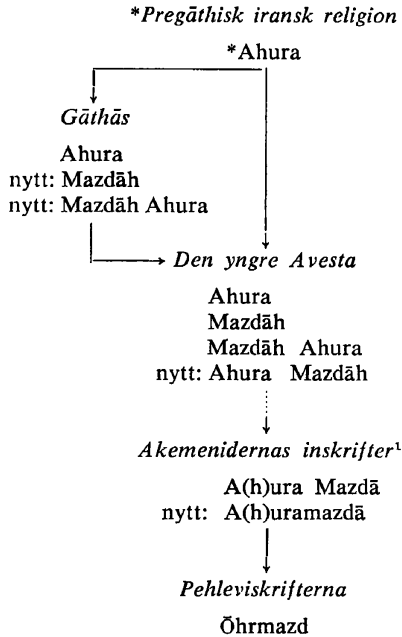 *Pregāthisk iransk religion
*Ahura
Gāthās
Ahura
nytt: Mazdāh
nytt: Mazdāh Ahura
Den yngre Avesta
Ahura
Mazdāh
Mazdāh Ahura
nytt: Ahura Mazdāh
Akemenidernas inskrifter¹
A(h)ura Mazdā
nytt: A(h)uramazdā
Pehleviskrifterna
Ōhrmazd